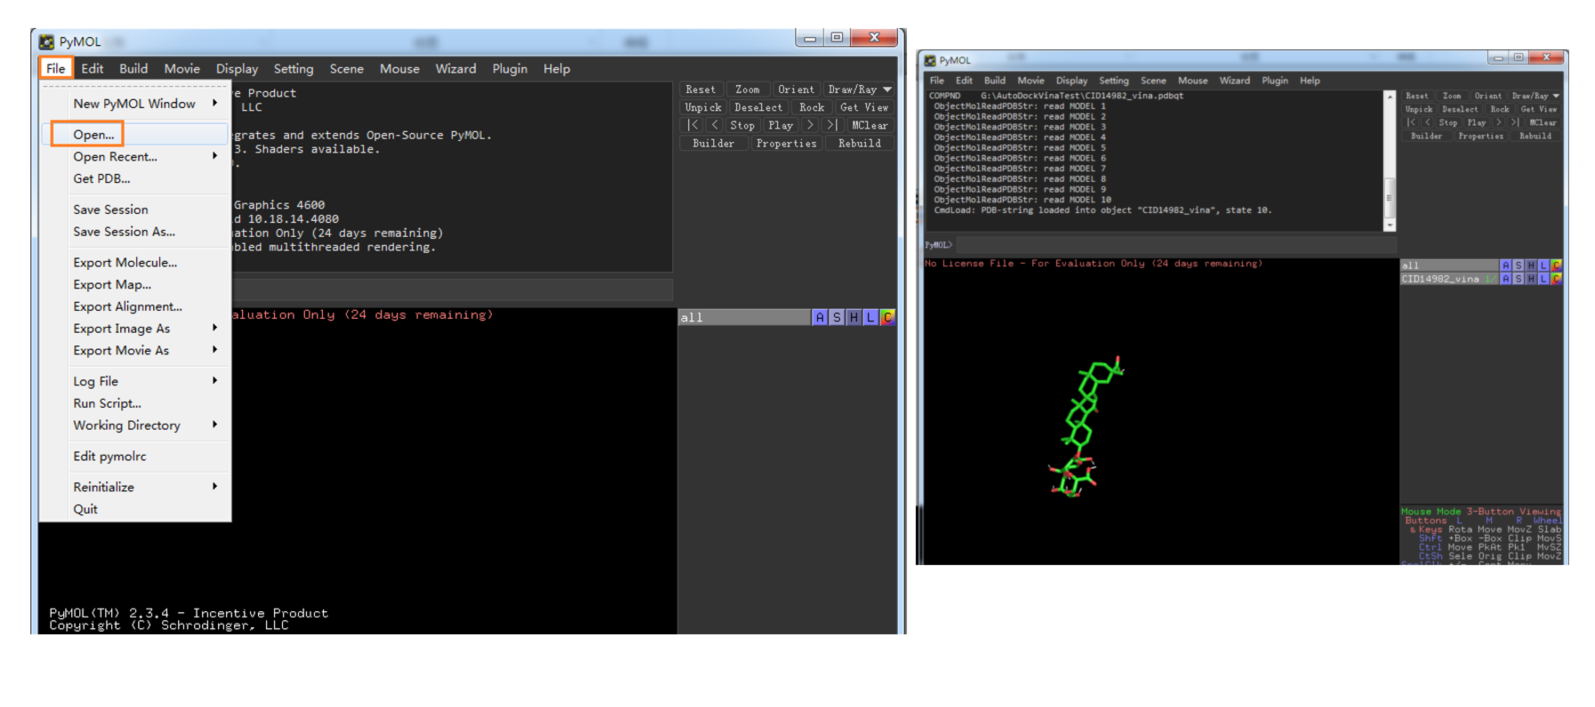 PyMOL
File Edit Build Movie Display Setting Scene Mouse Wizard Plugin Help
New PyMOL Window
Open...
Open Recent...
Get PDB...
Save Session
Save Session As...
Export Molecule...
Export Map...
Export Alignment...
Export Image As
Export Movie As
Log File
Run Script...
Working Directory
Edit pymolrc
Reinitialize
Quit
e Product
LLC
egrates and extends Open-Source PyMOL.
3. Shaders available.
Graphics 4600
d 10.18.14.4080
uation Only (24 days remaining)
bled multithreaded rendering.
aluation Only (24 days remaining)
Reset Zoom Orient Draw/Ray
Unpick Deselect Rock Get View
|< < Stop Play > >| MClear
Builder Properties Rebuild
all A S H L C
PyMOL(TM) 2.3.4 - Incentive Product
Copyright (C) Schrodinger, LLC
PyMOL
File Edit Build Movie Display Setting Scene Mouse Wizard Plugin Help
COMPND G:\AutoDockVinaTest\CID14982_vina.pdbqt
ObjectMolReadPDBStr: read MODEL 1
ObjectMolReadPDBStr: read MODEL 2
ObjectMolReadPDBStr: read MODEL 3
ObjectMolReadPDBStr: read MODEL 4
ObjectMolReadPDBStr: read MODEL 5
ObjectMolReadPDBStr: read MODEL 6
ObjectMolReadPDBStr: read MODEL 7
ObjectMolReadPDBStr: read MODEL 8
ObjectMolReadPDBStr: read MODEL 9
ObjectMolReadPDBStr: read MODEL 10
CmdLoad: PDB-string loaded into object "CID14982_vina", state 10.
PyMOL>
No License File - For Evaluation Only (24 days remaining)
Reset Zoom Orient Draw/Ray
Unpick Deselect Rock Get View
|< < Stop Play > >| MClear
Builder Properties Rebuild
all A S H L C
CID14982_vina 1/ A S H L C
Mouse Mode 3-Button Viewing
Buttons L M R Wheel
& Keys Rota Move MovZ Slab
Shft +Box -Box Clip MovS
Ctrl Move PkAt Pk1 MvSZ
CtSh Sele Orig Clip MovZ